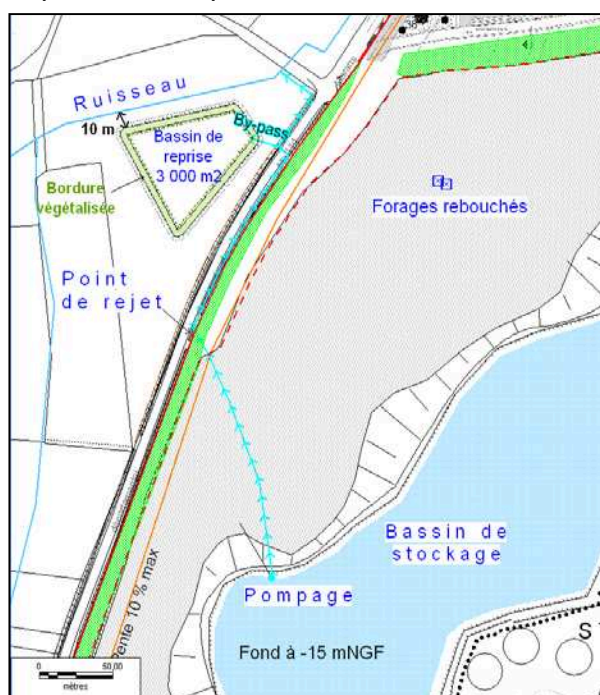 Ruisseau
10 m
By-pass
Bassin de
reprise
3 000 m2
Bordure
végétalisée
Forages rebouchés
Point
de rejet
Bassin de
stockage
Pompage
Pente 10 % max
Fond à -15 mNGF
S
0
50,00
mètres